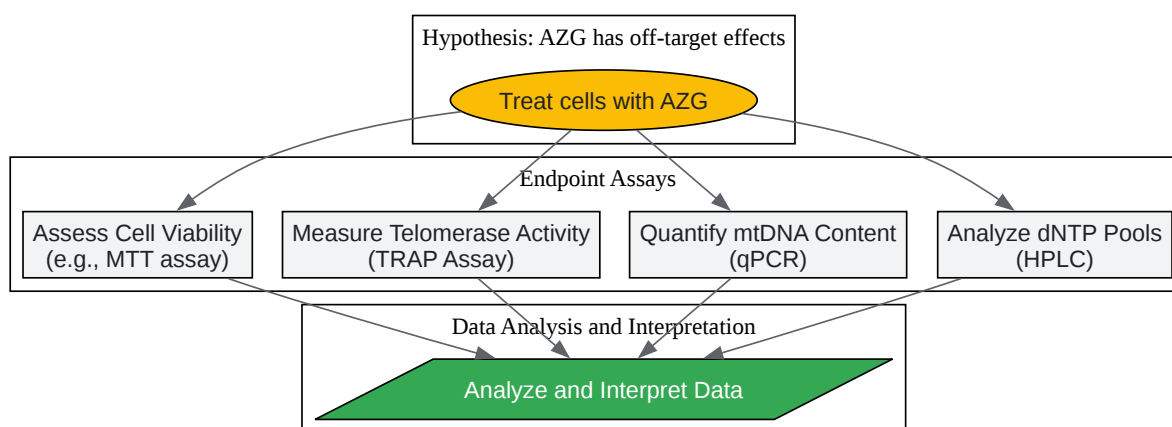 Hypothesis: AZG has off-target effects
Treat cells with AZG
Endpoint Assays
Assess Cell Viability
(e.g., MTT assay)
Measure Telomerase Activity
(TRAP Assay)
Quantify mtDNA Content
(qPCR)
Analyze dNTP Pools
(HPLC)
Data Analysis and Interpretation
Analyze and Interpret Data